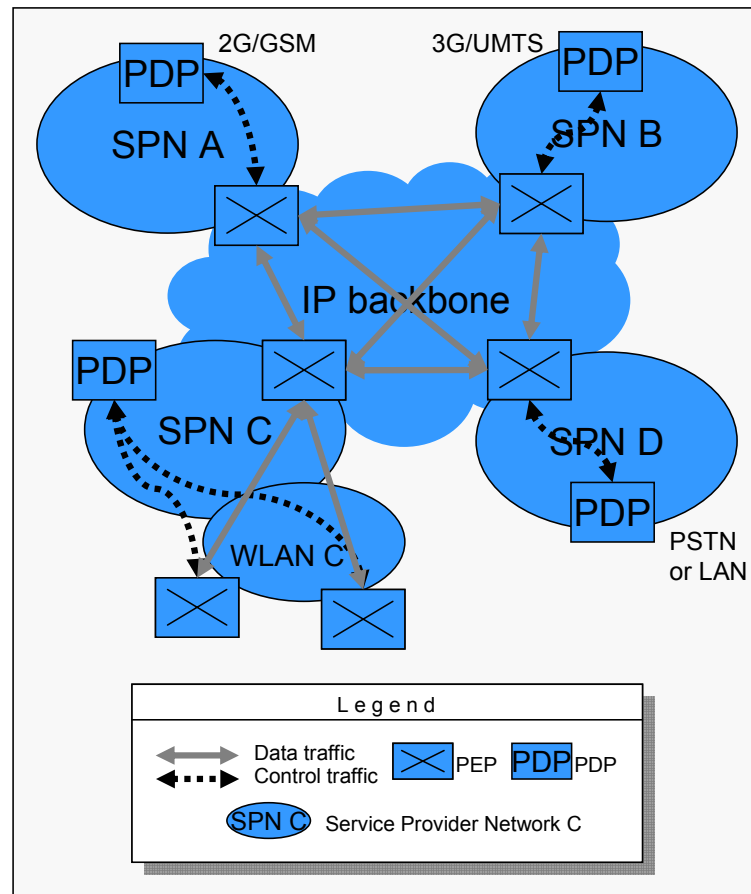 2G/GSM
3G/UMTS
PDP
PDP
SPN A
SPN B
IP backbone
PDP
SPN C
SPN D
PDP
WLAN C
PSTN
or LAN
Legend
Data traffic
Control traffic
PEP
PDP
PDP
SPN C
Service Provider Network C